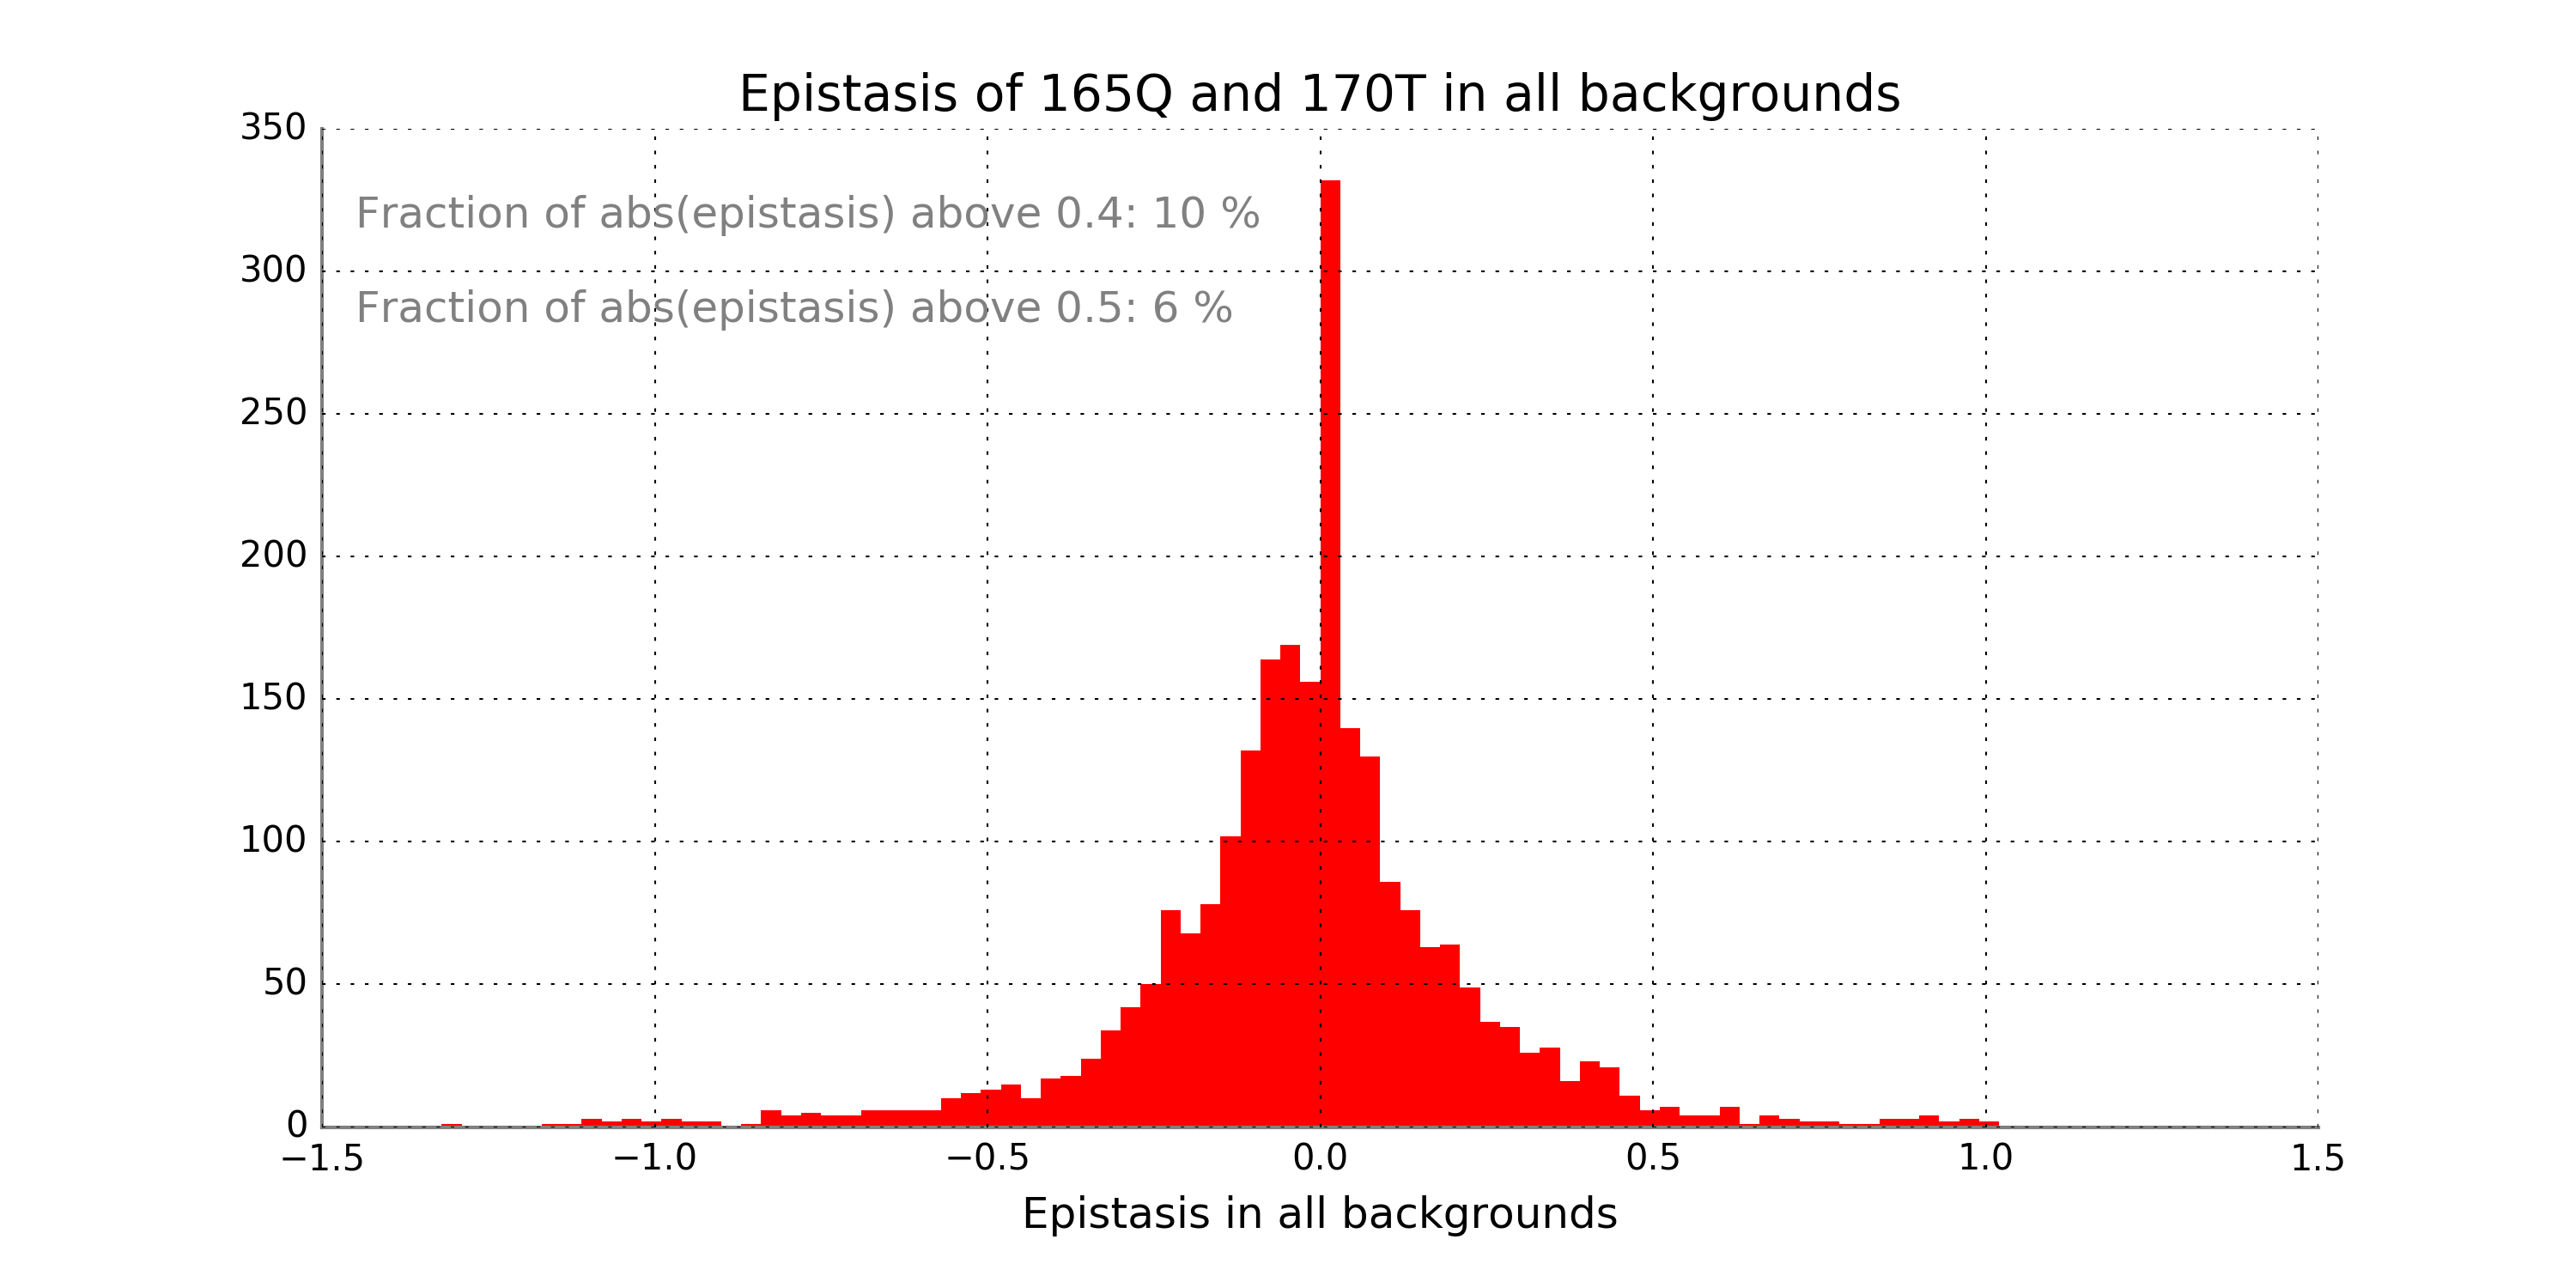 Epistasis of 165Q and 170T in all backgrounds
350
300
250
200
150
100
50
0
Fraction of abs(epistasis) above 0.4: 10 %
Fraction of abs(epistasis) above 0.5: 6 %
−1.5 −1.0 −0.5 0.0 0.5 1.0 1.5
Epistasis in all backgrounds